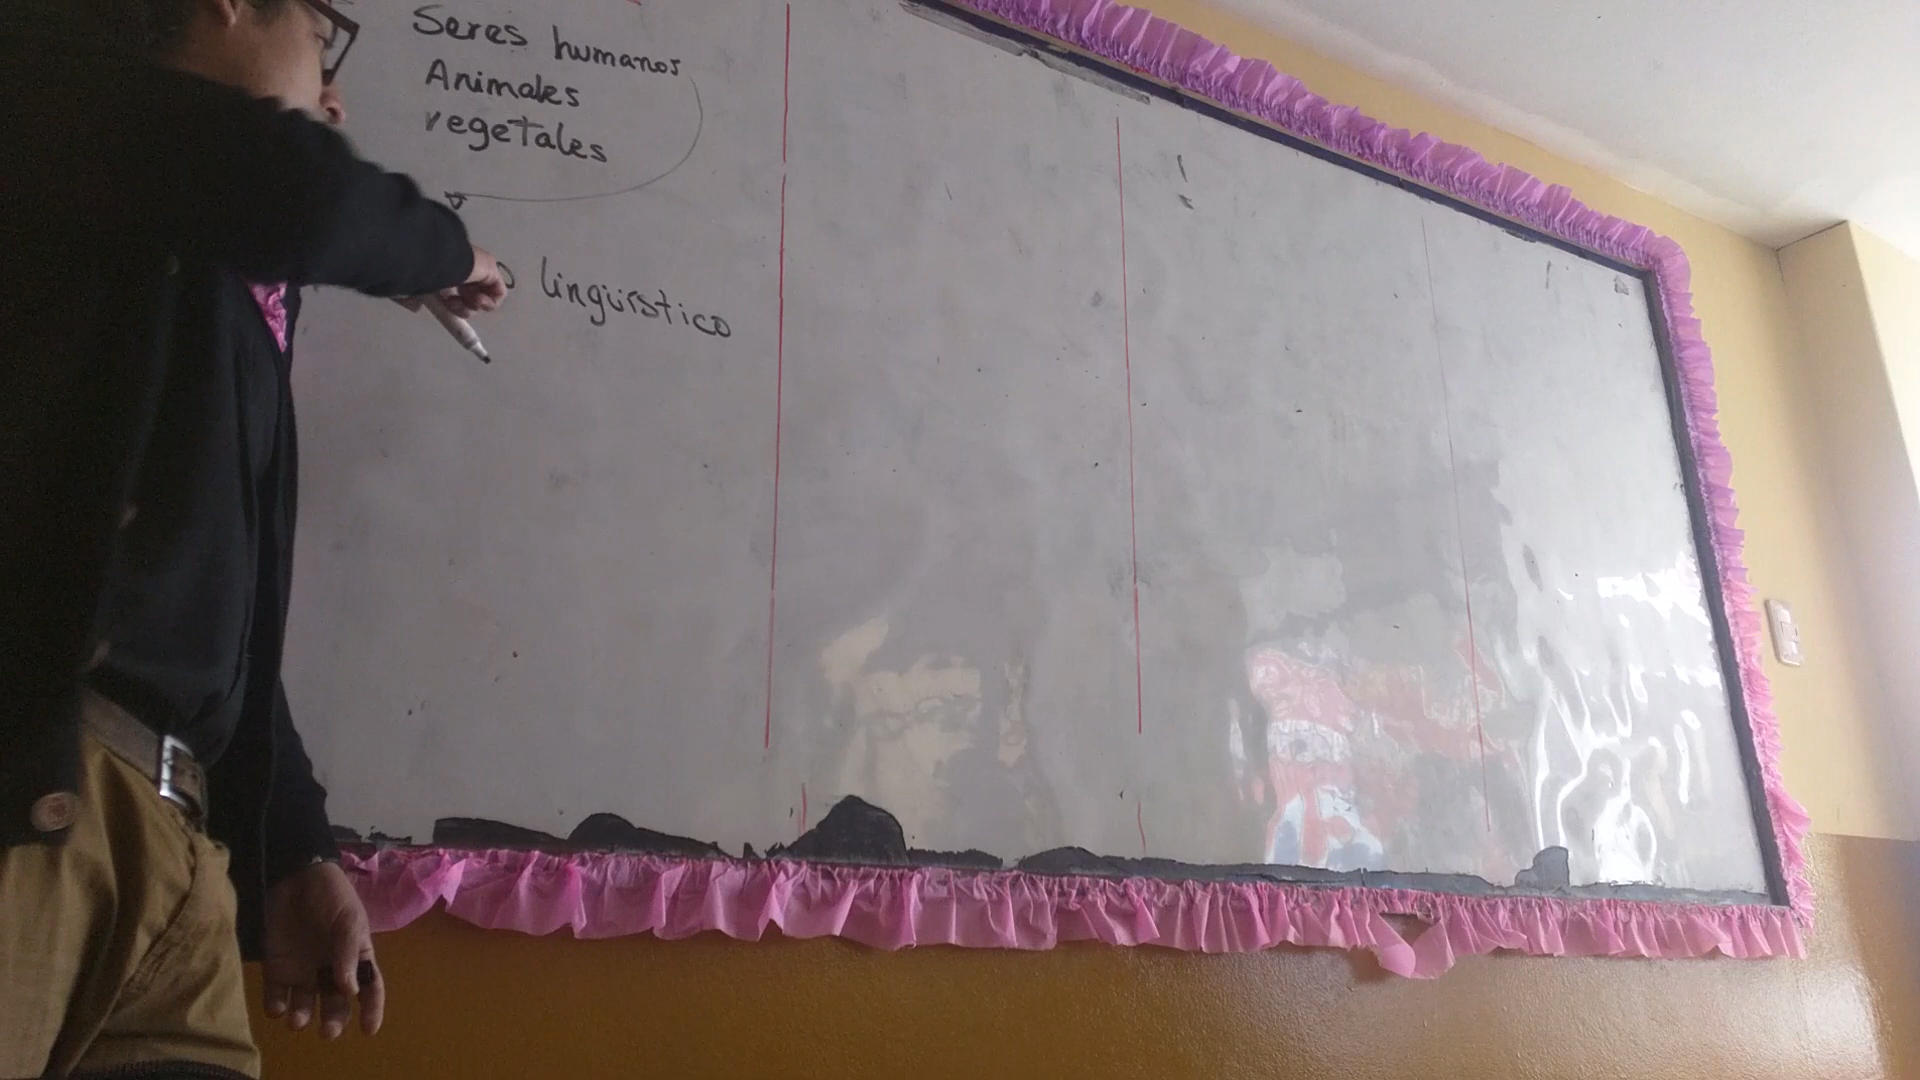 Seres humanos
Animales
vegetales
lingüístico